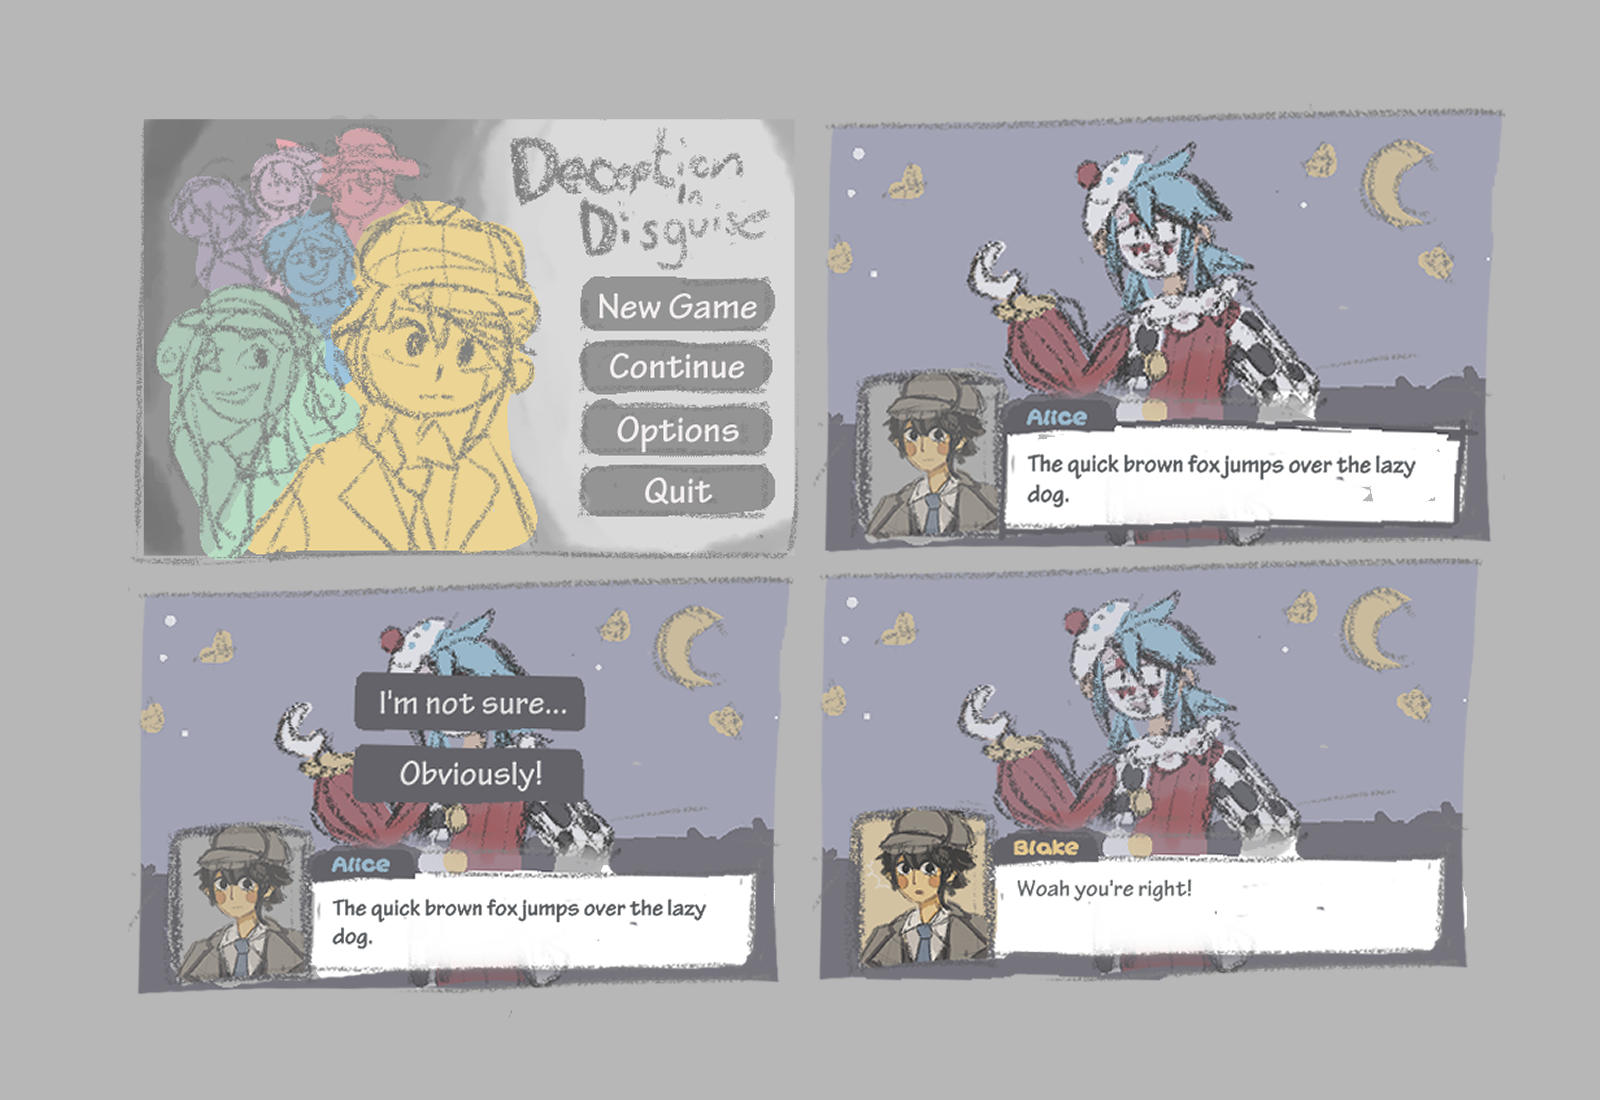 Deception
in
Disguise
New Game
Continue
Options
Quit
Alice
The quick brown fox jumps over the lazy
dog.
I'm not sure...
Obviously!
Alice
The quick brown fox jumps over the lazy
dog.
Blake
Woah you're right!